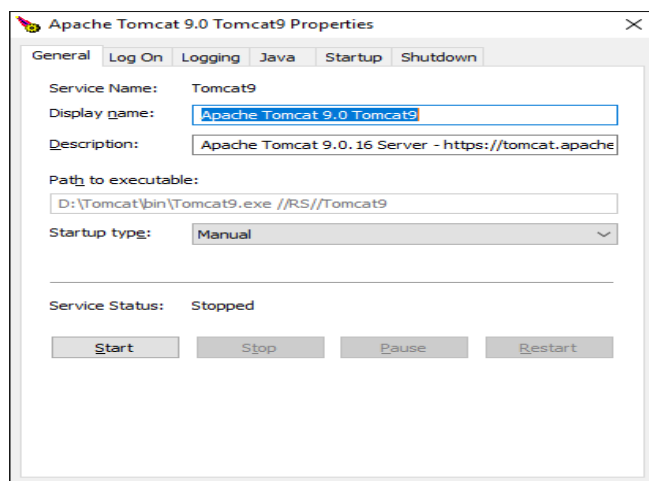 Apache Tomcat 9.0 Tomcat9 Properties
General Log On Logging Java Startup Shutdown
Service Name: Tomcat9
Display name: Apache Tomcat 9.0 Tomcat9
Description: Apache Tomcat 9.0.16 Server - https://tomcat.apache
Path to executable:
D:\Tomcat\bin\Tomcat9.exe //RS//Tomcat9
Startup type: Manual
Service Status: Stopped
Start Stop Pause Restart